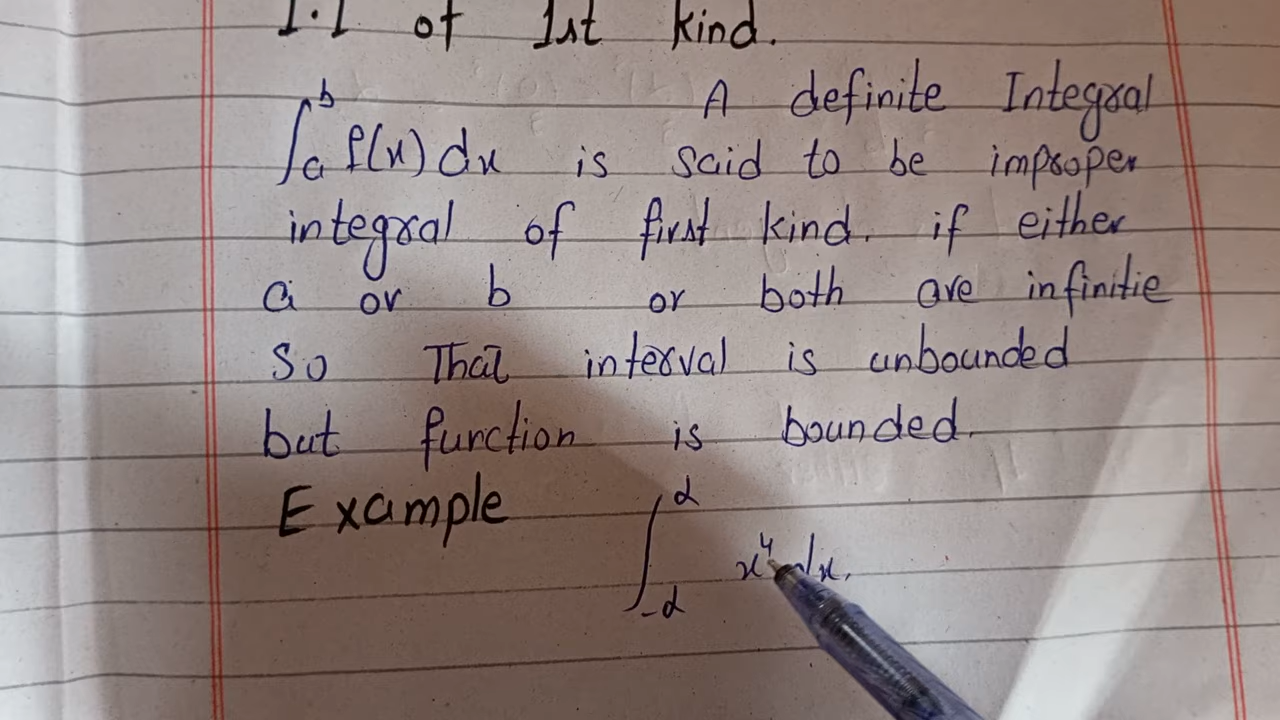 I.I of 1st kind.
A definite Integral
∫ₐᵇ f(x) dx is said to be improper
integral of first kind. if either
a or b or both are infinitie
So That interval is unbounded
but function is bounded.
Example ∫_{-α}^{α} x⁴ dx.